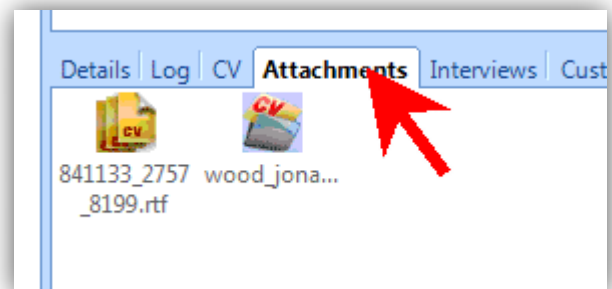 Details Log CV Attachments Interviews Cust
CV CV
841133_2757 wood_jona...
_8199.rtf